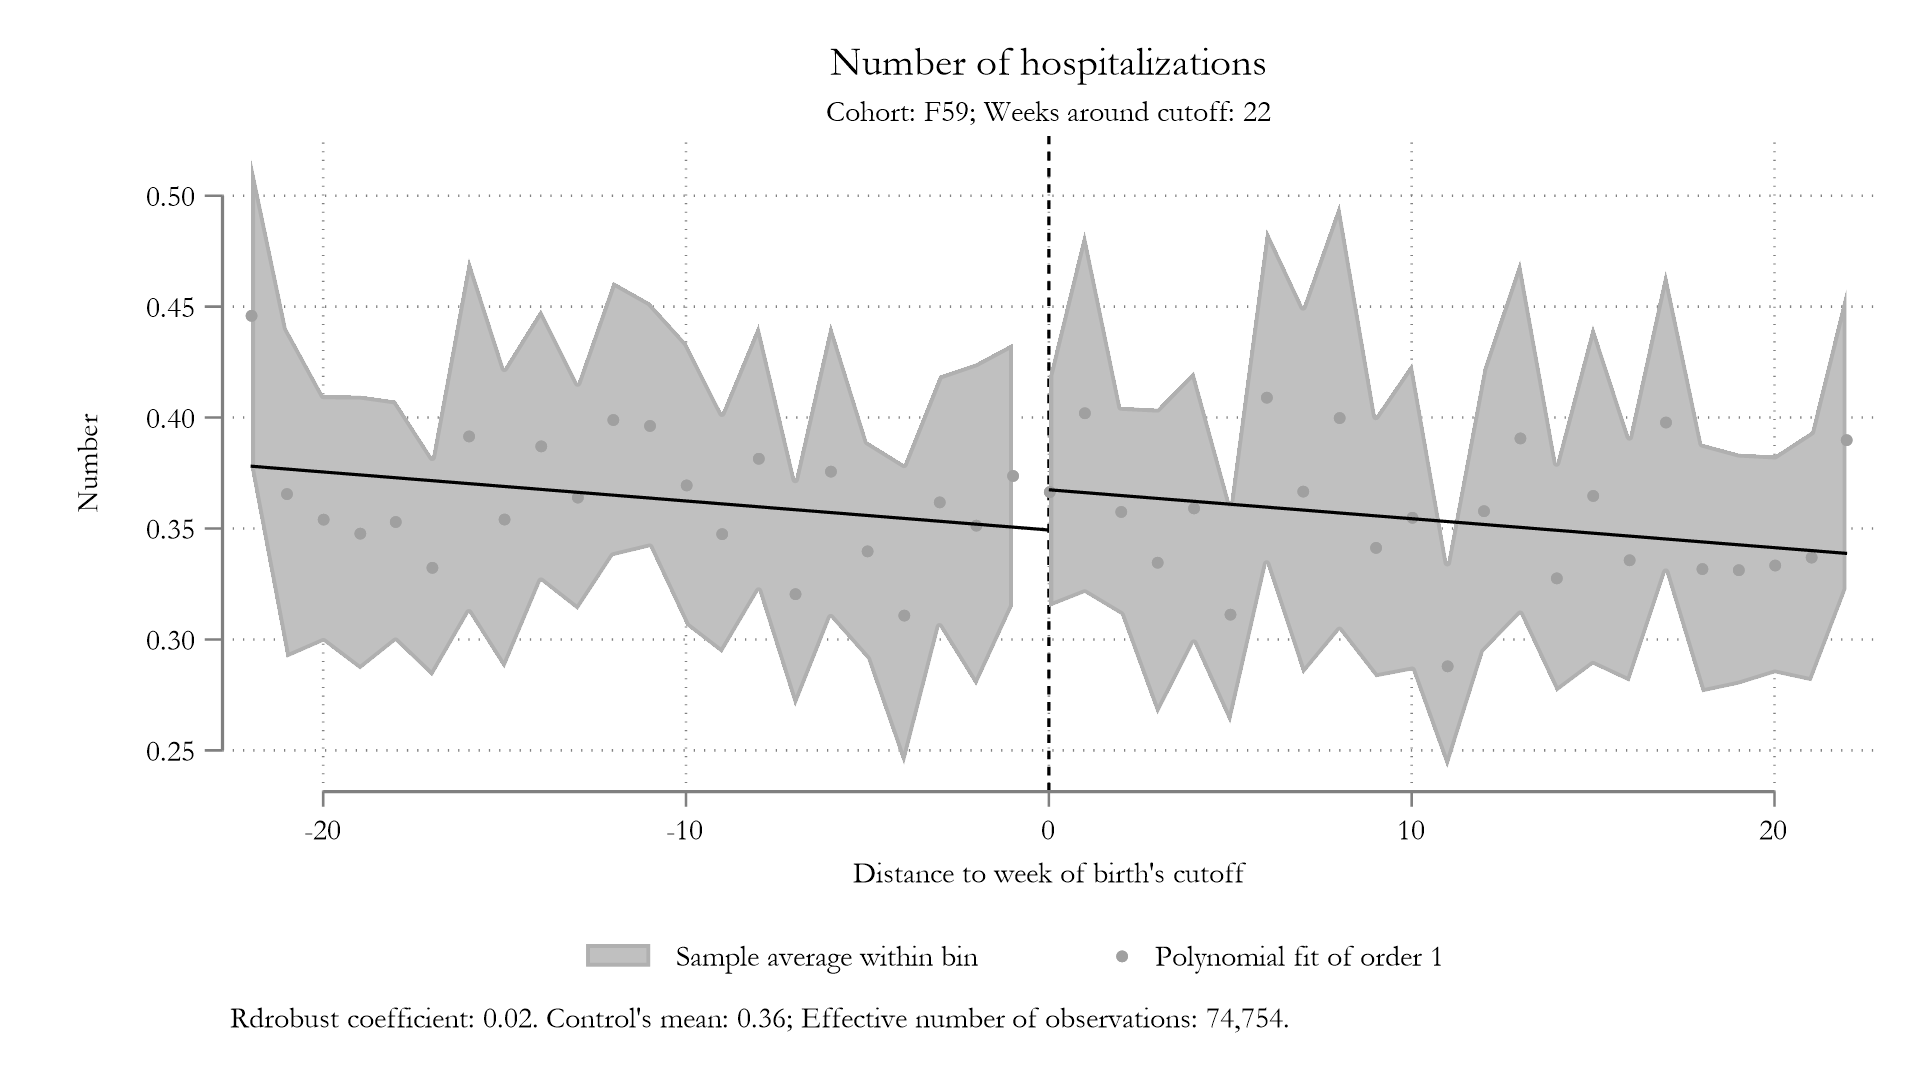 Number of hospitalizations
Cohort: F59; Weeks around cutoff: 22
Number
0.50
0.45
0.40
0.35
0.30
0.25
-20 -10 0 10 20
Distance to week of birth's cutoff
Sample average within bin Polynomial fit of order 1
Rdrobust coefficient: 0.02. Control's mean: 0.36; Effective number of observations: 74,754.